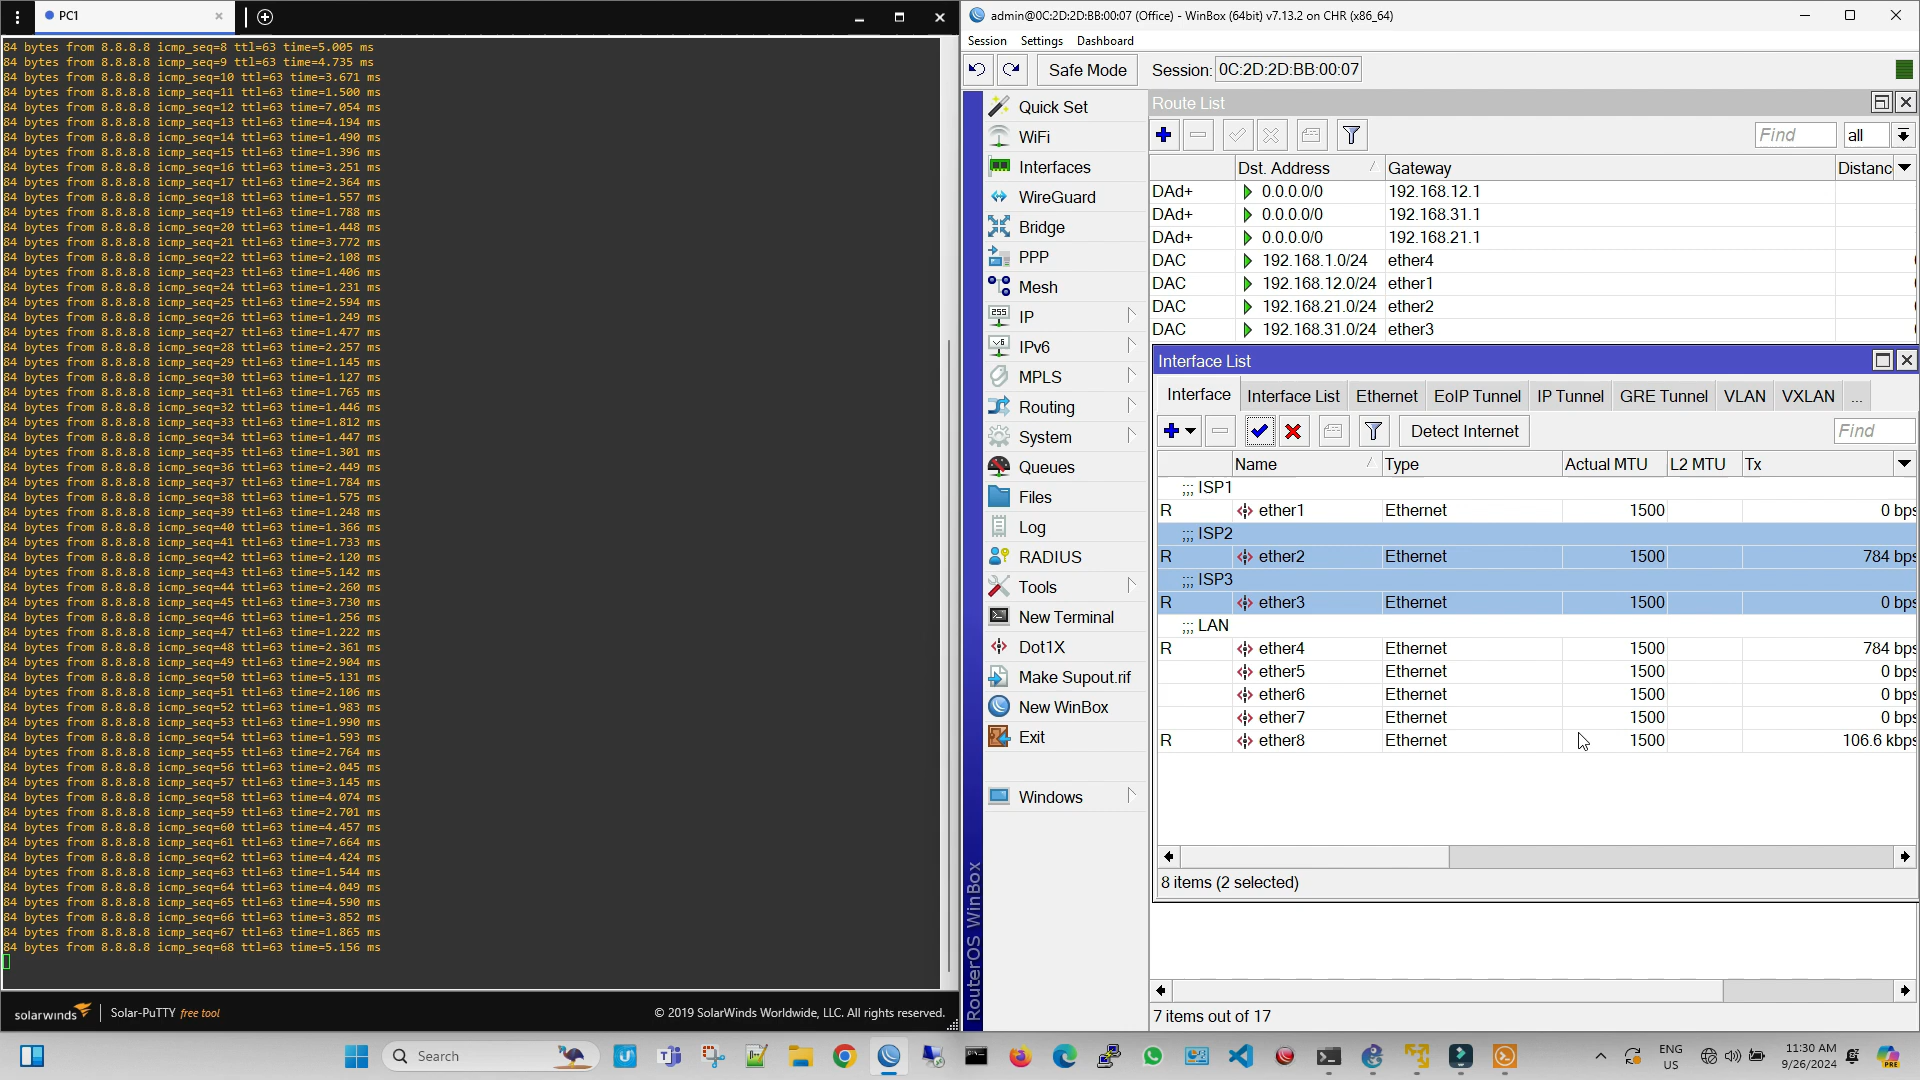 PC1
84 bytes from 8.8.8.8 icmp_seq=8 ttl=63 time=5.005 ms
84 bytes from 8.8.8.8 icmp_seq=9 ttl=63 time=4.735 ms
84 bytes from 8.8.8.8 icmp_seq=10 ttl=63 time=3.671 ms
84 bytes from 8.8.8.8 icmp_seq=11 ttl=63 time=1.500 ms
84 bytes from 8.8.8.8 icmp_seq=12 ttl=63 time=7.054 ms
84 bytes from 8.8.8.8 icmp_seq=13 ttl=63 time=4.194 ms
84 bytes from 8.8.8.8 icmp_seq=14 ttl=63 time=1.490 ms
84 bytes from 8.8.8.8 icmp_seq=15 ttl=63 time=1.396 ms
84 bytes from 8.8.8.8 icmp_seq=16 ttl=63 time=3.251 ms
84 bytes from 8.8.8.8 icmp_seq=17 ttl=63 time=2.364 ms
84 bytes from 8.8.8.8 icmp_seq=18 ttl=63 time=1.557 ms
84 bytes from 8.8.8.8 icmp_seq=19 ttl=63 time=1.788 ms
84 bytes from 8.8.8.8 icmp_seq=20 ttl=63 time=1.448 ms
84 bytes from 8.8.8.8 icmp_seq=21 ttl=63 time=3.772 ms
84 bytes from 8.8.8.8 icmp_seq=22 ttl=63 time=2.108 ms
84 bytes from 8.8.8.8 icmp_seq=23 ttl=63 time=1.406 ms
84 bytes from 8.8.8.8 icmp_seq=24 ttl=63 time=1.231 ms
84 bytes from 8.8.8.8 icmp_seq=25 ttl=63 time=2.594 ms
84 bytes from 8.8.8.8 icmp_seq=26 ttl=63 time=1.249 ms
84 bytes from 8.8.8.8 icmp_seq=27 ttl=63 time=1.477 ms
84 bytes from 8.8.8.8 icmp_seq=28 ttl=63 time=2.257 ms
84 bytes from 8.8.8.8 icmp_seq=29 ttl=63 time=1.145 ms
84 bytes from 8.8.8.8 icmp_seq=30 ttl=63 time=1.127 ms
84 bytes from 8.8.8.8 icmp_seq=31 ttl=63 time=1.765 ms
84 bytes from 8.8.8.8 icmp_seq=32 ttl=63 time=1.446 ms
84 bytes from 8.8.8.8 icmp_seq=33 ttl=63 time=1.812 ms
84 bytes from 8.8.8.8 icmp_seq=34 ttl=63 time=1.447 ms
84 bytes from 8.8.8.8 icmp_seq=35 ttl=63 time=1.301 ms
84 bytes from 8.8.8.8 icmp_seq=36 ttl=63 time=2.449 ms
84 bytes from 8.8.8.8 icmp_seq=37 ttl=63 time=1.784 ms
84 bytes from 8.8.8.8 icmp_seq=38 ttl=63 time=1.575 ms
84 bytes from 8.8.8.8 icmp_seq=39 ttl=63 time=1.248 ms
84 bytes from 8.8.8.8 icmp_seq=40 ttl=63 time=1.366 ms
84 bytes from 8.8.8.8 icmp_seq=41 ttl=63 time=1.733 ms
84 bytes from 8.8.8.8 icmp_seq=42 ttl=63 time=2.120 ms
84 bytes from 8.8.8.8 icmp_seq=43 ttl=63 time=5.142 ms
84 bytes from 8.8.8.8 icmp_seq=44 ttl=63 time=2.260 ms
84 bytes from 8.8.8.8 icmp_seq=45 ttl=63 time=3.730 ms
84 bytes from 8.8.8.8 icmp_seq=46 ttl=63 time=1.256 ms
84 bytes from 8.8.8.8 icmp_seq=47 ttl=63 time=1.222 ms
84 bytes from 8.8.8.8 icmp_seq=48 ttl=63 time=2.361 ms
84 bytes from 8.8.8.8 icmp_seq=49 ttl=63 time=2.904 ms
84 bytes from 8.8.8.8 icmp_seq=50 ttl=63 time=5.131 ms
84 bytes from 8.8.8.8 icmp_seq=51 ttl=63 time=2.106 ms
84 bytes from 8.8.8.8 icmp_seq=52 ttl=63 time=1.983 ms
84 bytes from 8.8.8.8 icmp_seq=53 ttl=63 time=1.990 ms
84 bytes from 8.8.8.8 icmp_seq=54 ttl=63 time=1.593 ms
84 bytes from 8.8.8.8 icmp_seq=55 ttl=63 time=2.764 ms
84 bytes from 8.8.8.8 icmp_seq=56 ttl=63 time=2.045 ms
84 bytes from 8.8.8.8 icmp_seq=57 ttl=63 time=3.145 ms
84 bytes from 8.8.8.8 icmp_seq=58 ttl=63 time=4.074 ms
84 bytes from 8.8.8.8 icmp_seq=59 ttl=63 time=2.701 ms
84 bytes from 8.8.8.8 icmp_seq=60 ttl=63 time=4.457 ms
84 bytes from 8.8.8.8 icmp_seq=61 ttl=63 time=7.664 ms
84 bytes from 8.8.8.8 icmp_seq=62 ttl=63 time=4.424 ms
84 bytes from 8.8.8.8 icmp_seq=63 ttl=63 time=1.544 ms
84 bytes from 8.8.8.8 icmp_seq=64 ttl=63 time=4.049 ms
84 bytes from 8.8.8.8 icmp_seq=65 ttl=63 time=4.590 ms
84 bytes from 8.8.8.8 icmp_seq=66 ttl=63 time=3.852 ms
84 bytes from 8.8.8.8 icmp_seq=67 ttl=63 time=1.865 ms
84 bytes from 8.8.8.8 icmp_seq=68 ttl=63 time=5.156 ms
solarwinds Solar-PuTTY free tool © 2019 SolarWinds Worldwide, LLC. All rights reserved.
admin@0C:2D:2D:BB:00:07 (Office) - WinBox (64bit) v7.13.2 on CHR (x86_64)
Session Settings Dashboard
Safe Mode Session: 0C:2D:2D:BB:00:07
Quick Set
WiFi
Interfaces
WireGuard
Bridge
PPP
Mesh
IP
IPv6
MPLS
Routing
System
Queues
Files
Log
RADIUS
Tools
New Terminal
Dot1X
Make Supout.rif
New WinBox
Exit
Windows
RouterOS WinBox
Route List
Find all
Dst. Address Gateway Distanc
DAd+ 0.0.0.0/0 192.168.12.1
DAd+ 0.0.0.0/0 192.168.31.1
DAd+ 0.0.0.0/0 192.168.21.1
DAC 192.168.1.0/24 ether4
DAC 192.168.12.0/24 ether1
DAC 192.168.21.0/24 ether2
DAC 192.168.31.0/24 ether3
Interface List
Interface Interface List Ethernet EoIP Tunnel IP Tunnel GRE Tunnel VLAN VXLAN ...
Detect Internet Find
Name Type Actual MTU L2 MTU Tx
;;; ISP1
R ether1 Ethernet 1500 0 bps
;;; ISP2
R ether2 Ethernet 1500 784 bps
;;; ISP3
R ether3 Ethernet 1500 0 bps
;;; LAN
R ether4 Ethernet 1500 784 bps
ether5 Ethernet 1500 0 bps
ether6 Ethernet 1500 0 bps
ether7 Ethernet 1500 0 bps
R ether8 Ethernet 1500 106.6 kbps
8 items (2 selected)
7 items out of 17
Search
ENG
US
11:30 AM
9/26/2024